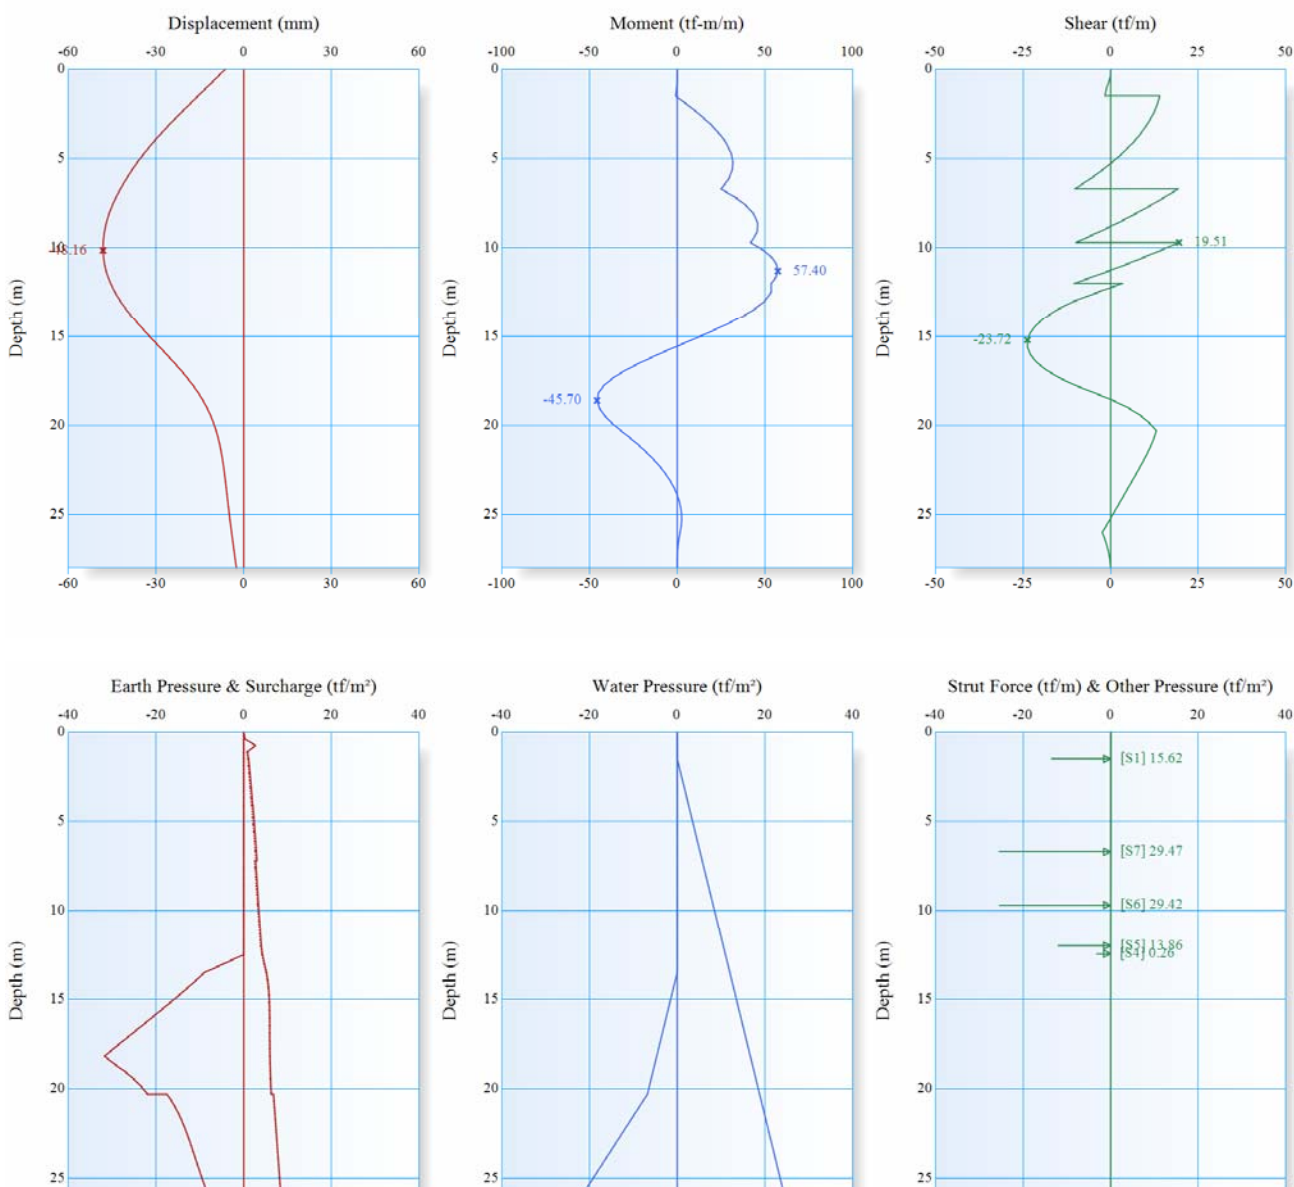 Displacement (mm)
-60 -30 0 30 60
0
5
10
15
20
25
Depth (m)
-48.16
-60 -30 0 30 60
Moment (tf-m/m)
-100 -50 0 50 100
0
5
10
15
20
25
Depth (m)
57.40
-45.70
-100 -50 0 50 100
Shear (tf/m)
-50 -25 0 25 50
0
5
10
15
20
25
Depth (m)
19.51
-23.72
-50 -25 0 25 50
Earth Pressure & Surcharge (tf/m²)
-40 -20 0 20 40
0
5
10
15
20
25
Depth (m)
Water Pressure (tf/m²)
-40 -20 0 20 40
0
5
10
15
20
25
Depth (m)
Strut Force (tf/m) & Other Pressure (tf/m²)
-40 -20 0 20 40
0
5
10
15
20
25
Depth (m)
[S1] 15.62
[S7] 29.47
[S6] 29.42
[S5] 13.86
[S4] 0.26